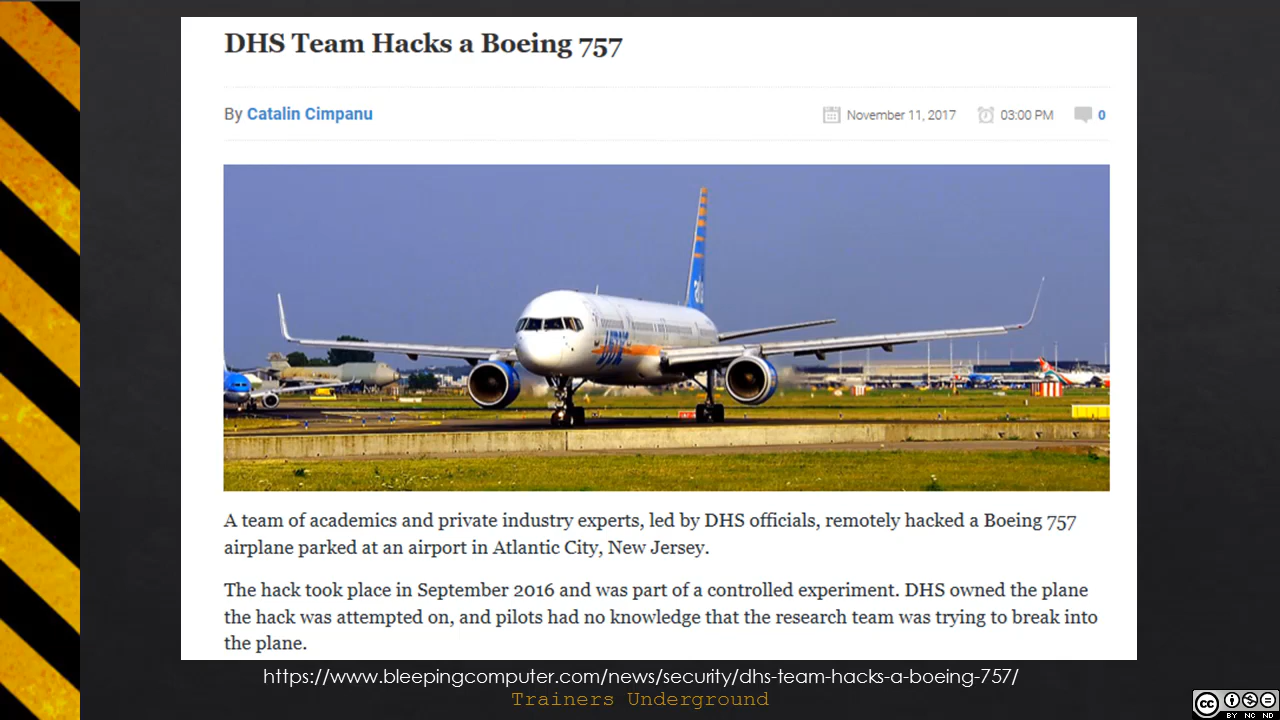 DHS Team Hacks a Boeing 757
By Catalin Cimpanu
November 11, 2017
03:00 PM
0
A team of academics and private industry experts, led by DHS officials, remotely hacked a Boeing 757
airplane parked at an airport in Atlantic City, New Jersey.
The hack took place in September 2016 and was part of a controlled experiment. DHS owned the plane
the hack was attempted on, and pilots had no knowledge that the research team was trying to break into
the plane.
https://www.bleepingcomputer.com/news/security/dhs-team-hacks-a-boeing-757/
Trainers Underground
cc
BY NC ND